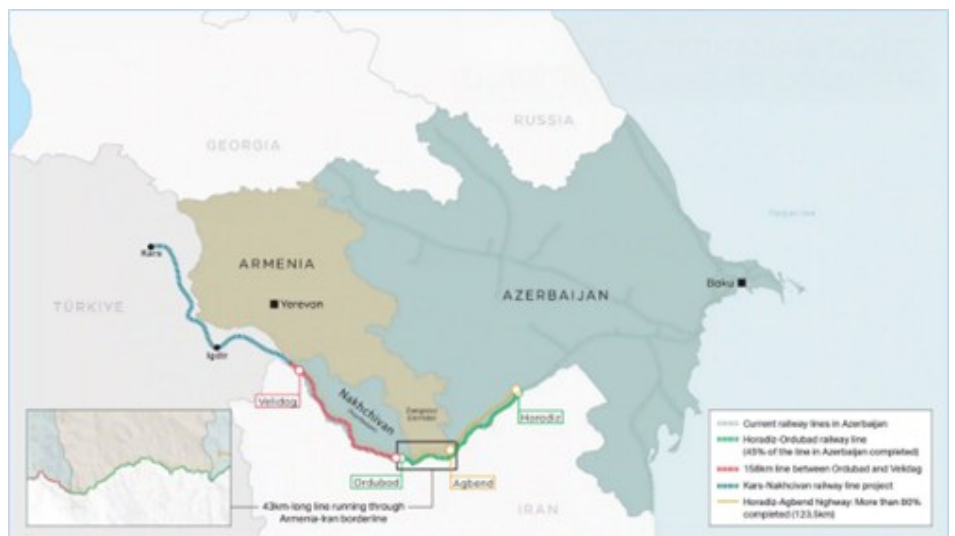 RUSSIA
GEORGIA
Kars
ARMENIA
Yerevan
AZERBAIJAN
Baku
TÜRKİYE
Igdir
Velidag
Nakhchivan
Horadiz
Ordubad
Agbend
IRAN
43km-long line running through
Armenia-Iran borderline
Current railway lines in Azerbaijan
Horadiz-Ordubad railway line
(45% of the line in Azerbaijan completed)
158km line between Ordubad and Velidag
Kars-Nakhchivan railway line project
Horadiz-Agbend highway: More than 80%
completed (123.5km)